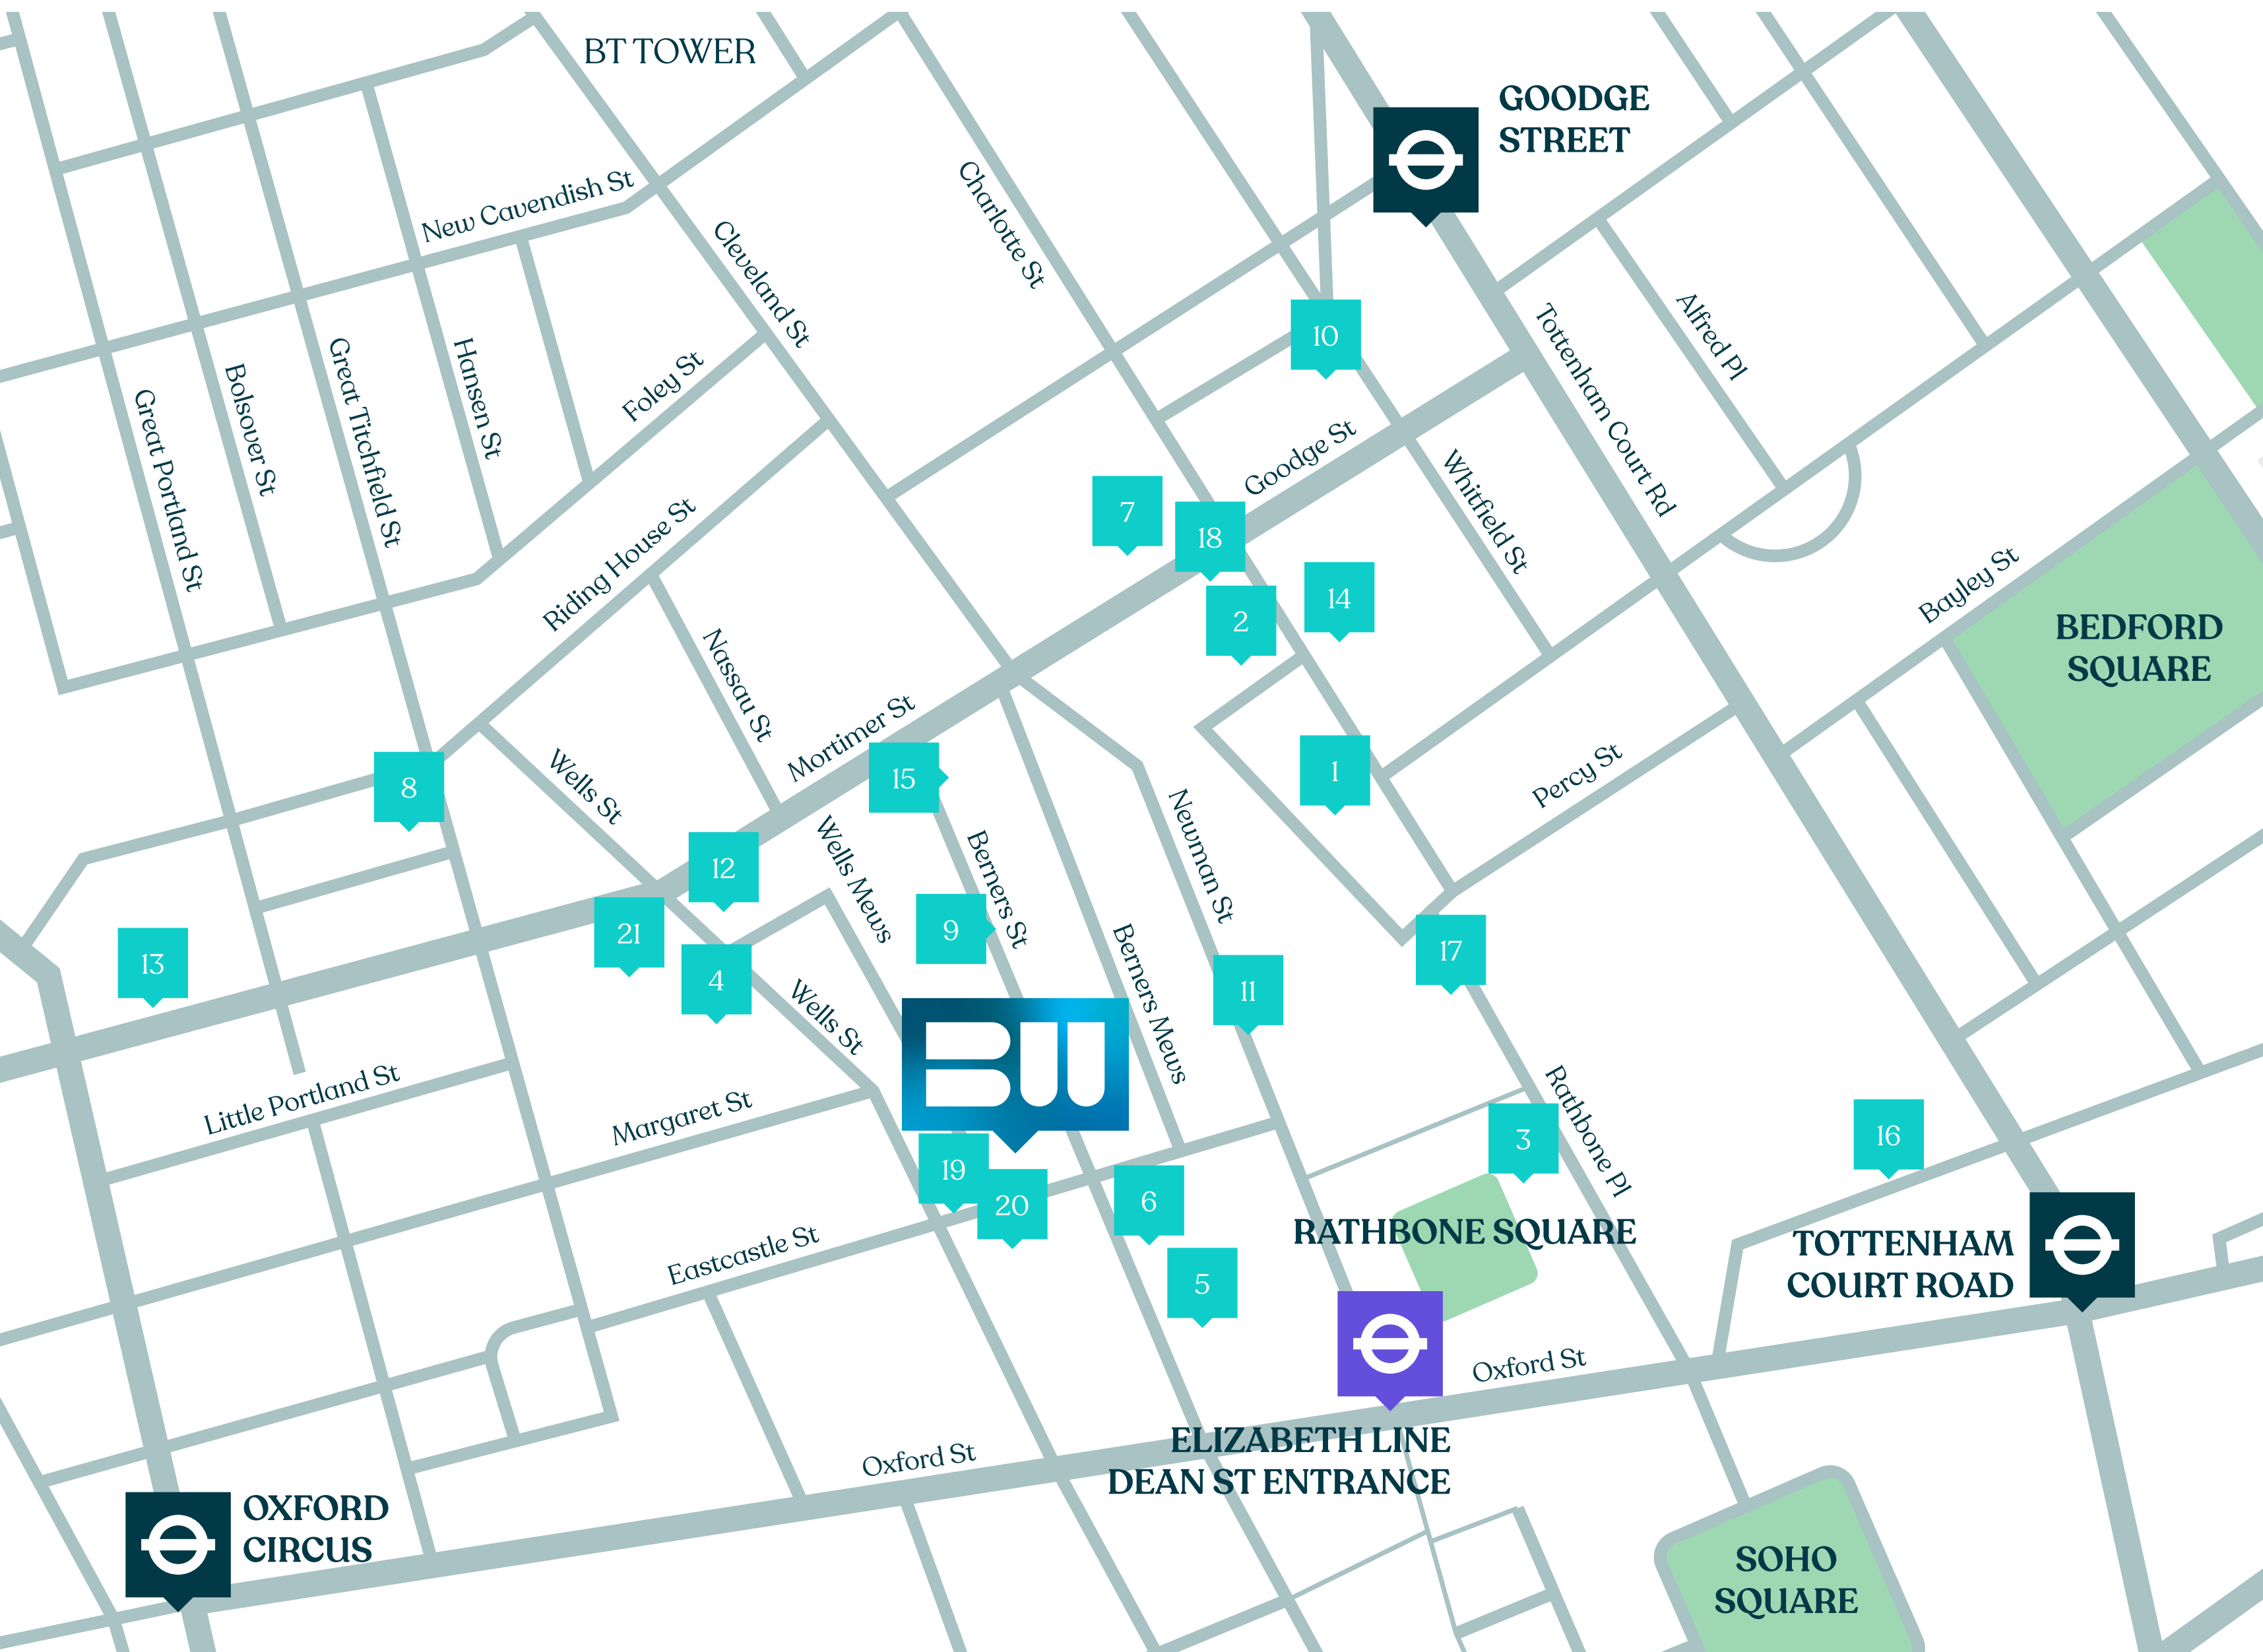 BT TOWER
GOODGE
STREET
New Cavendish St
Charlotte St
Cleveland St
Alfred Pl
Tottenham Court Rd
10
Great Portland St
Bolsover St
Great Titchfield St
Hansen St
Foley St
Goodge St
Whitfield St
7
18
Riding House St
14
2
Bayley St
BEDFORD
SQUARE
Nassau St
Mortimer St
Wells St
8
15
1
Percy St
Newman St
12
Wells Mews
Berners St
21
9
13
4
Wells St
Berners Mews
11
17
BW
Little Portland St
Margaret St
Rathbone Pl
3
16
19
20
6
RATHBONE SQUARE
Eastcastle St
5
TOTTENHAM
COURT ROAD
Oxford St
ELIZABETH LINE
DEAN ST ENTRANCE
Oxford St
OXFORD
CIRCUS
SOHO
SQUARE